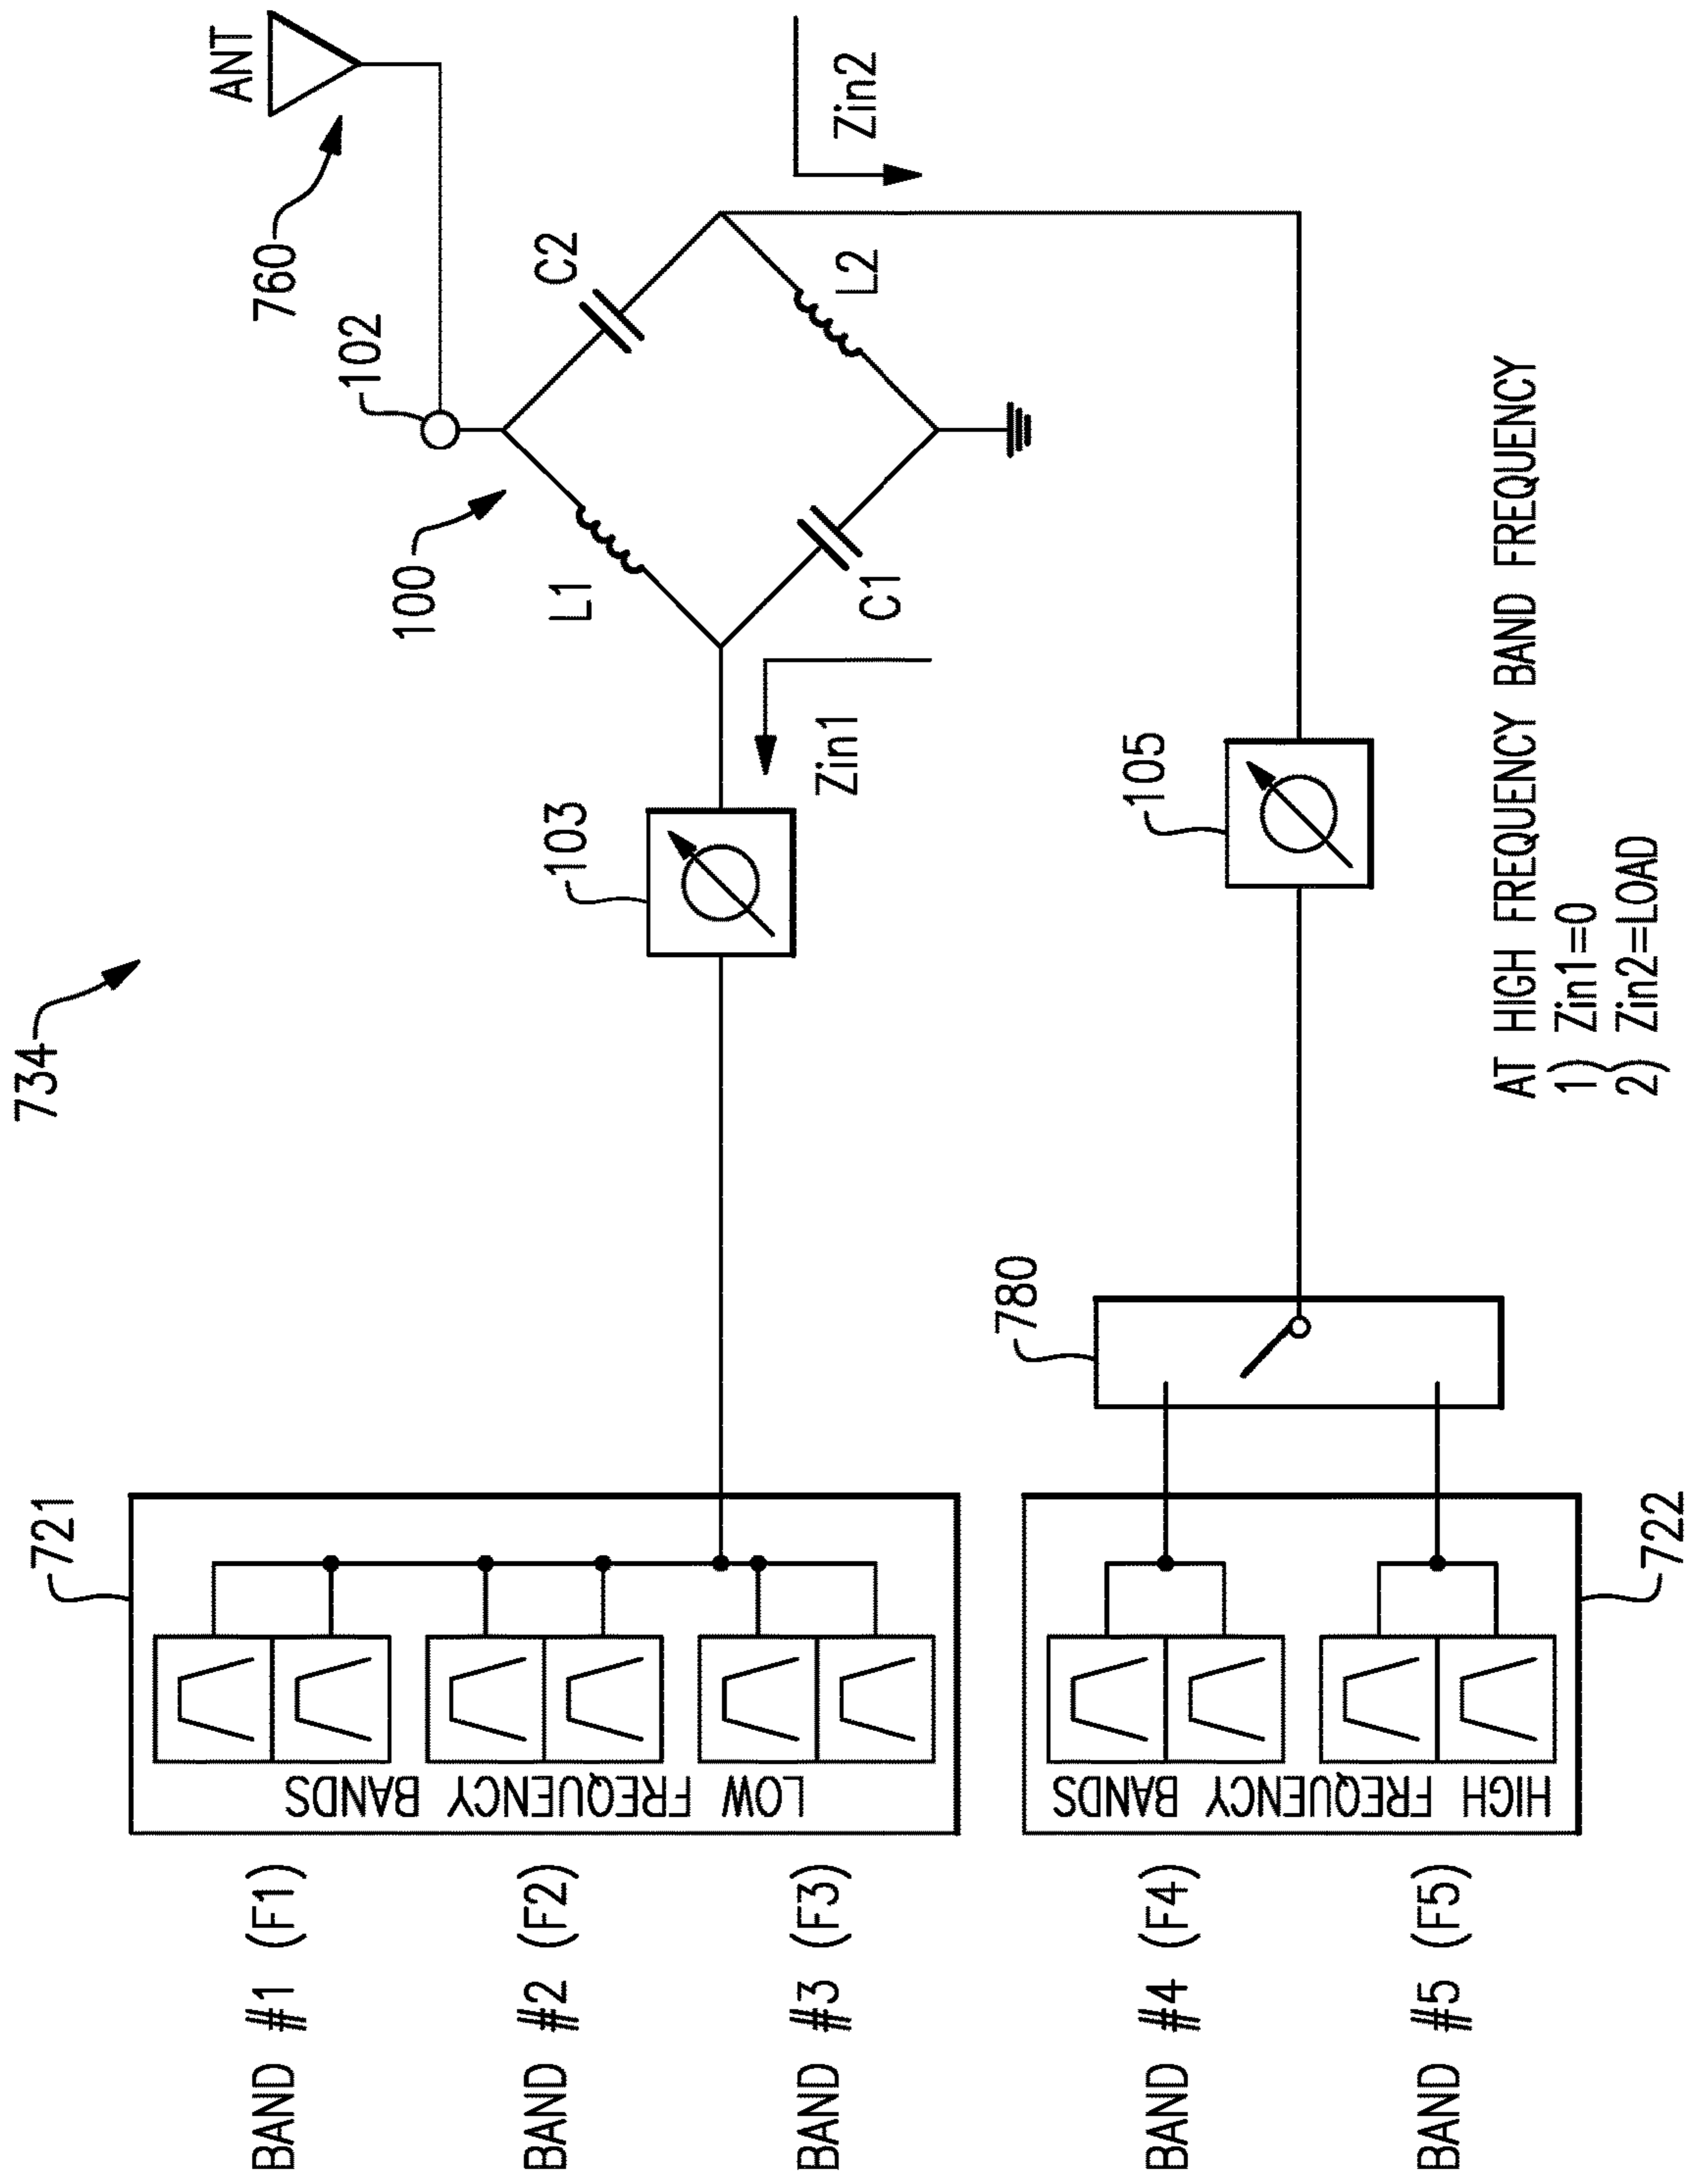 734
721
BAND #1 (F1)
BAND #2 (F2)
BAND #3 (F3)
LOW FREQUENCY BANDS
103
Zin1
100
L1
C1
102
760
ANT
C2
L2
Zin2
780
105
BAND #4 (F4)
BAND #5 (F5)
HIGH FREQUENCY BANDS
722
AT HIGH FREQUENCY BAND FREQUENCY
1) Zin1=0
2) Zin2=LOAD